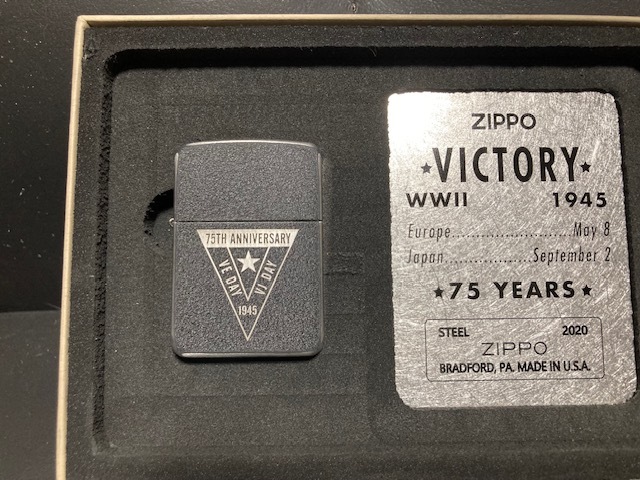 75TH ANNIVERSARY
VE DAY
VJ DAY
1945
ZIPPO
★VICTORY★
WWII 1945
Europe.......................May 8
Japan.................September 2
★75 YEARS★
STEEL 2020
ZIPPO
BRADFORD, PA. MADE IN U.S.A.